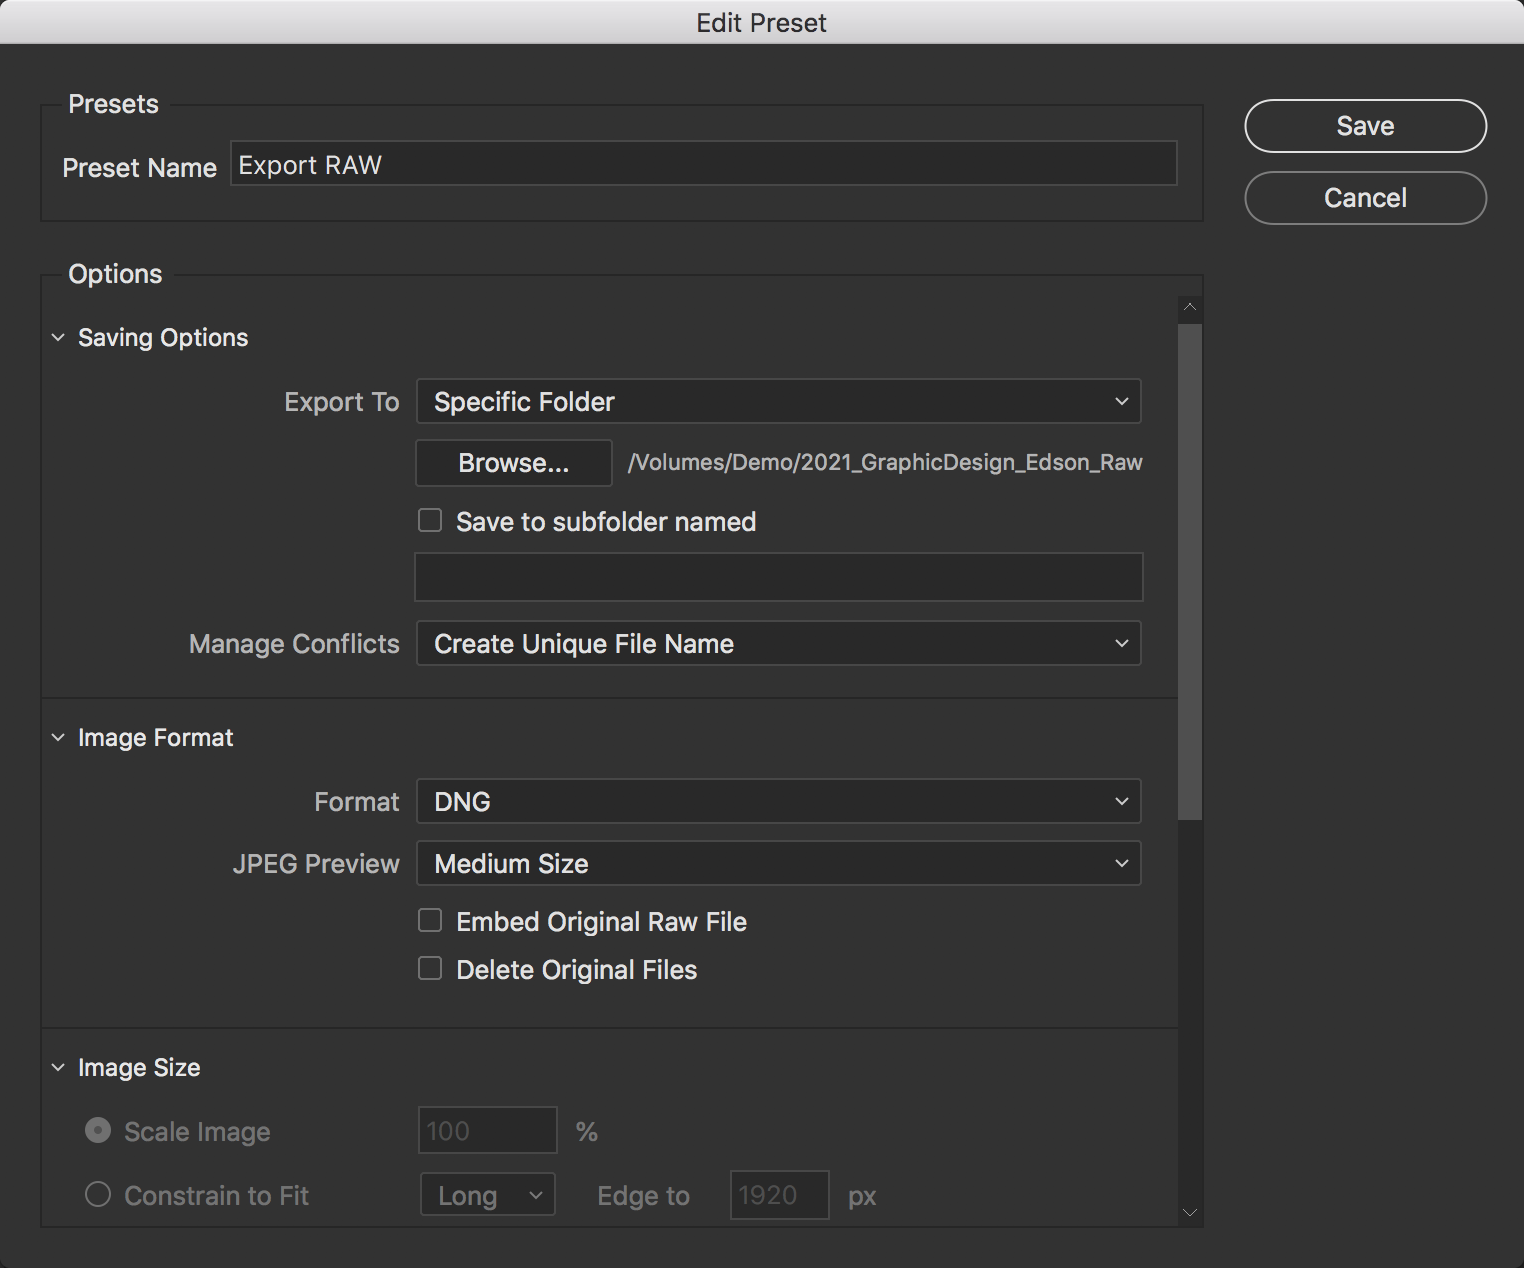 Edit Preset
Presets
Save
Preset Name Export RAW
Cancel
Options
Saving Options
Export To Specific Folder
Browse... /Volumes/Demo/2021_GraphicDesign_Edson_Raw
Save to subfolder named
Manage Conflicts Create Unique File Name
Image Format
Format DNG
JPEG Preview Medium Size
Embed Original Raw File
Delete Original Files
Image Size
Scale Image 100 %
Constrain to Fit Long Edge to 1920 px